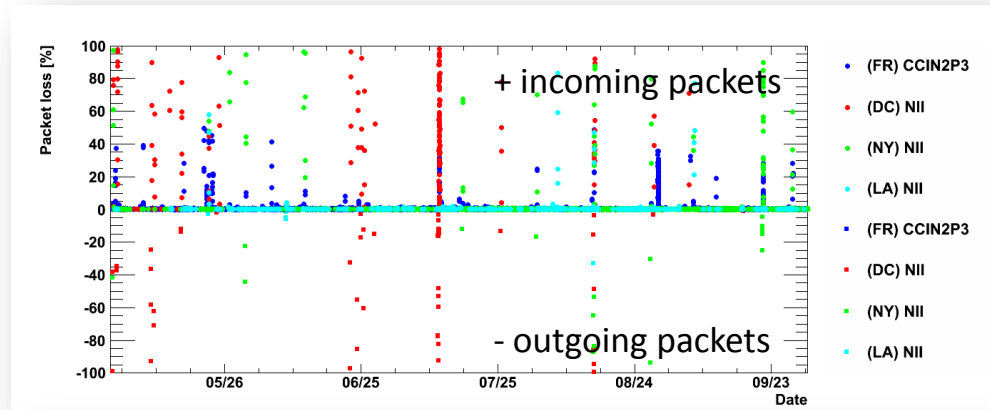 Packet loss [%]
100
80
60
40
20
0
-20
-40
-60
-80
-100
+ incoming packets
- outgoing packets
05/26
06/25
07/25
08/24
09/23
Date
(FR) CCIN2P3
(DC) NII
(NY) NII
(LA) NII
(FR) CCIN2P3
(DC) NII
(NY) NII
(LA) NII